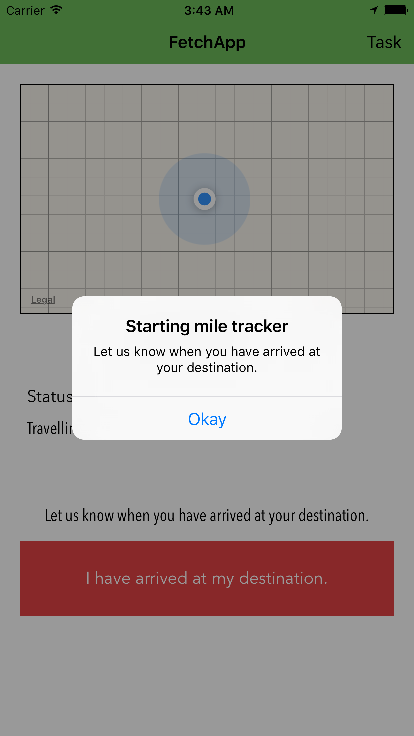 Carrier 3:43 AM
FetchApp Task
Legal
Starting mile tracker
Let us know when you have arrived at
your destination.
Okay
Status
Let us know when you have arrived at your destination.
I have arrived at my destination.